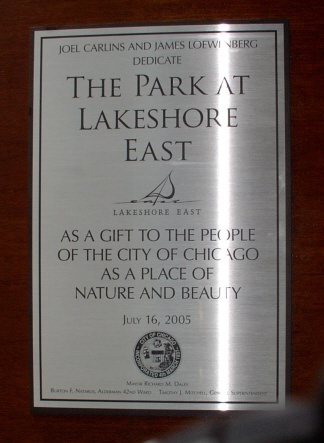 JOEL CARLINS AND JAMES LOEWENBERG
DEDICATE
THE PARK AT
LAKESHORE
EAST
LAKESHORE EAST
AS A GIFT TO THE PEOPLE
OF THE CITY OF CHICAGO
AS A PLACE OF
NATURE AND BEAUTY
JULY 16, 2005
MAYOR RICHARD M. DALEY
BURTON F. NATARUS, ALDERMAN 42ND WARD TIMOTHY J. MITCHELL, SUPERINTENDENT